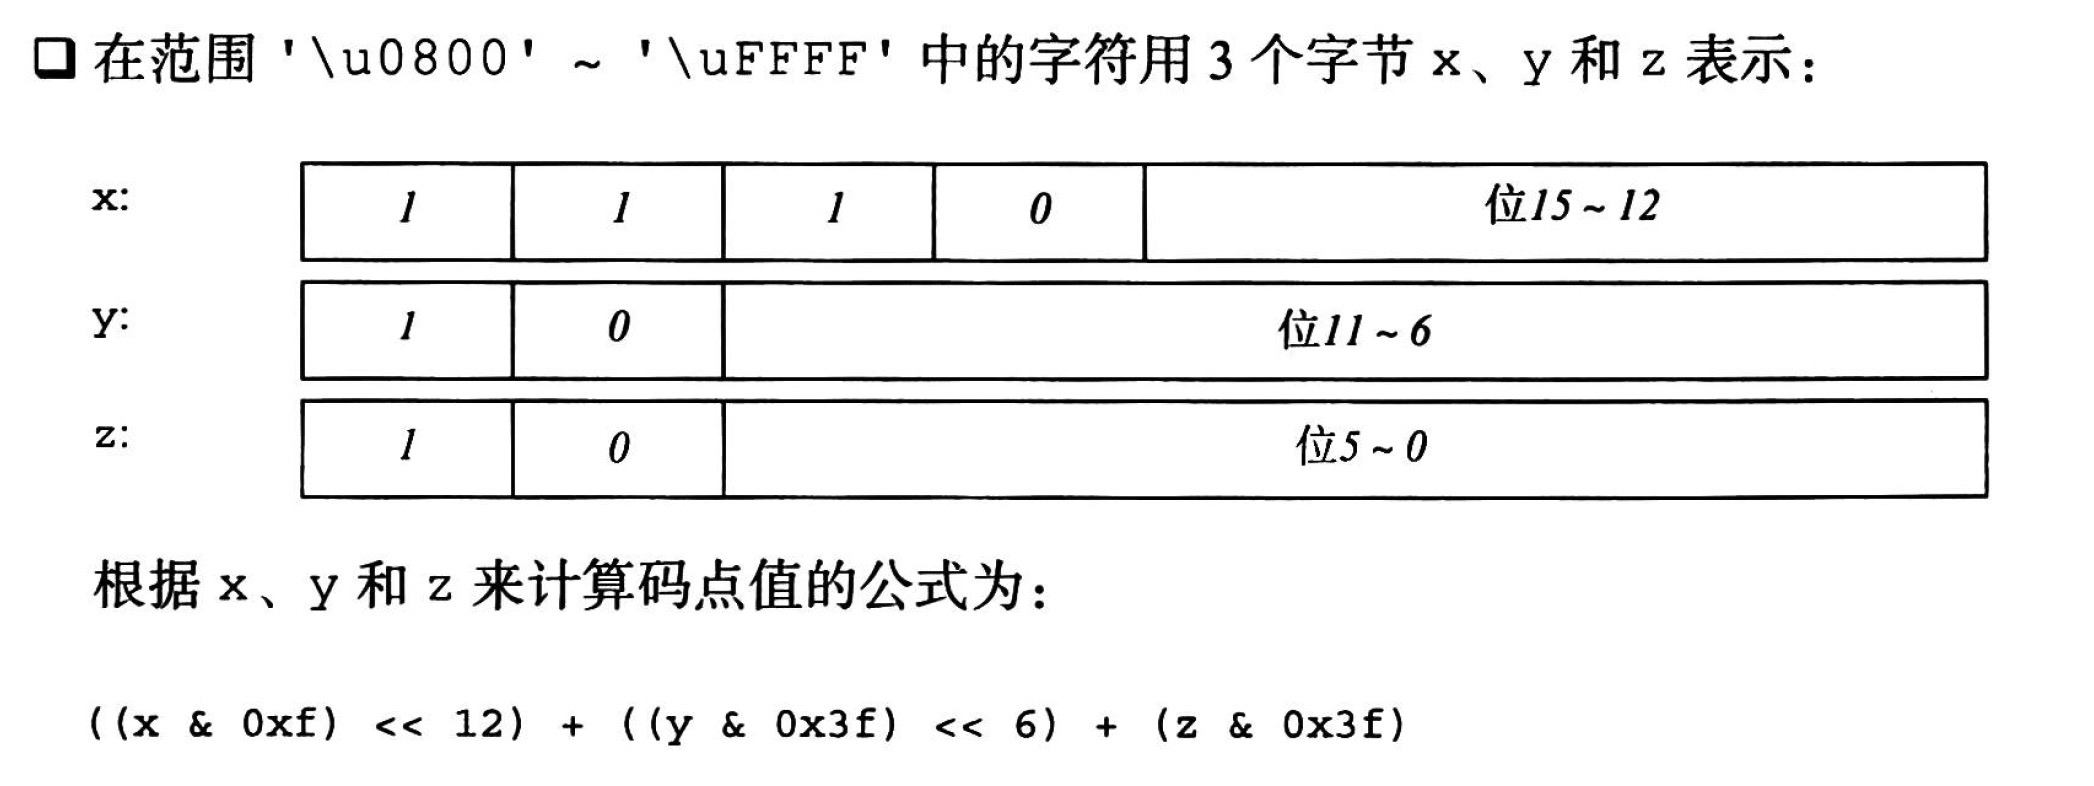 ❑ 在范围 '\u0800' ~ '\uFFFF' 中的字符用 3 个字节 x、y 和 z 表示：
x: 1 1 1 0 位15 ~ 12
y: 1 0 位11 ~ 6
z: 1 0 位5 ~ 0
根据 x、y 和 z 来计算码点值的公式为：
((x & 0xf) << 12) + ((y & 0x3f) << 6) + (z & 0x3f)